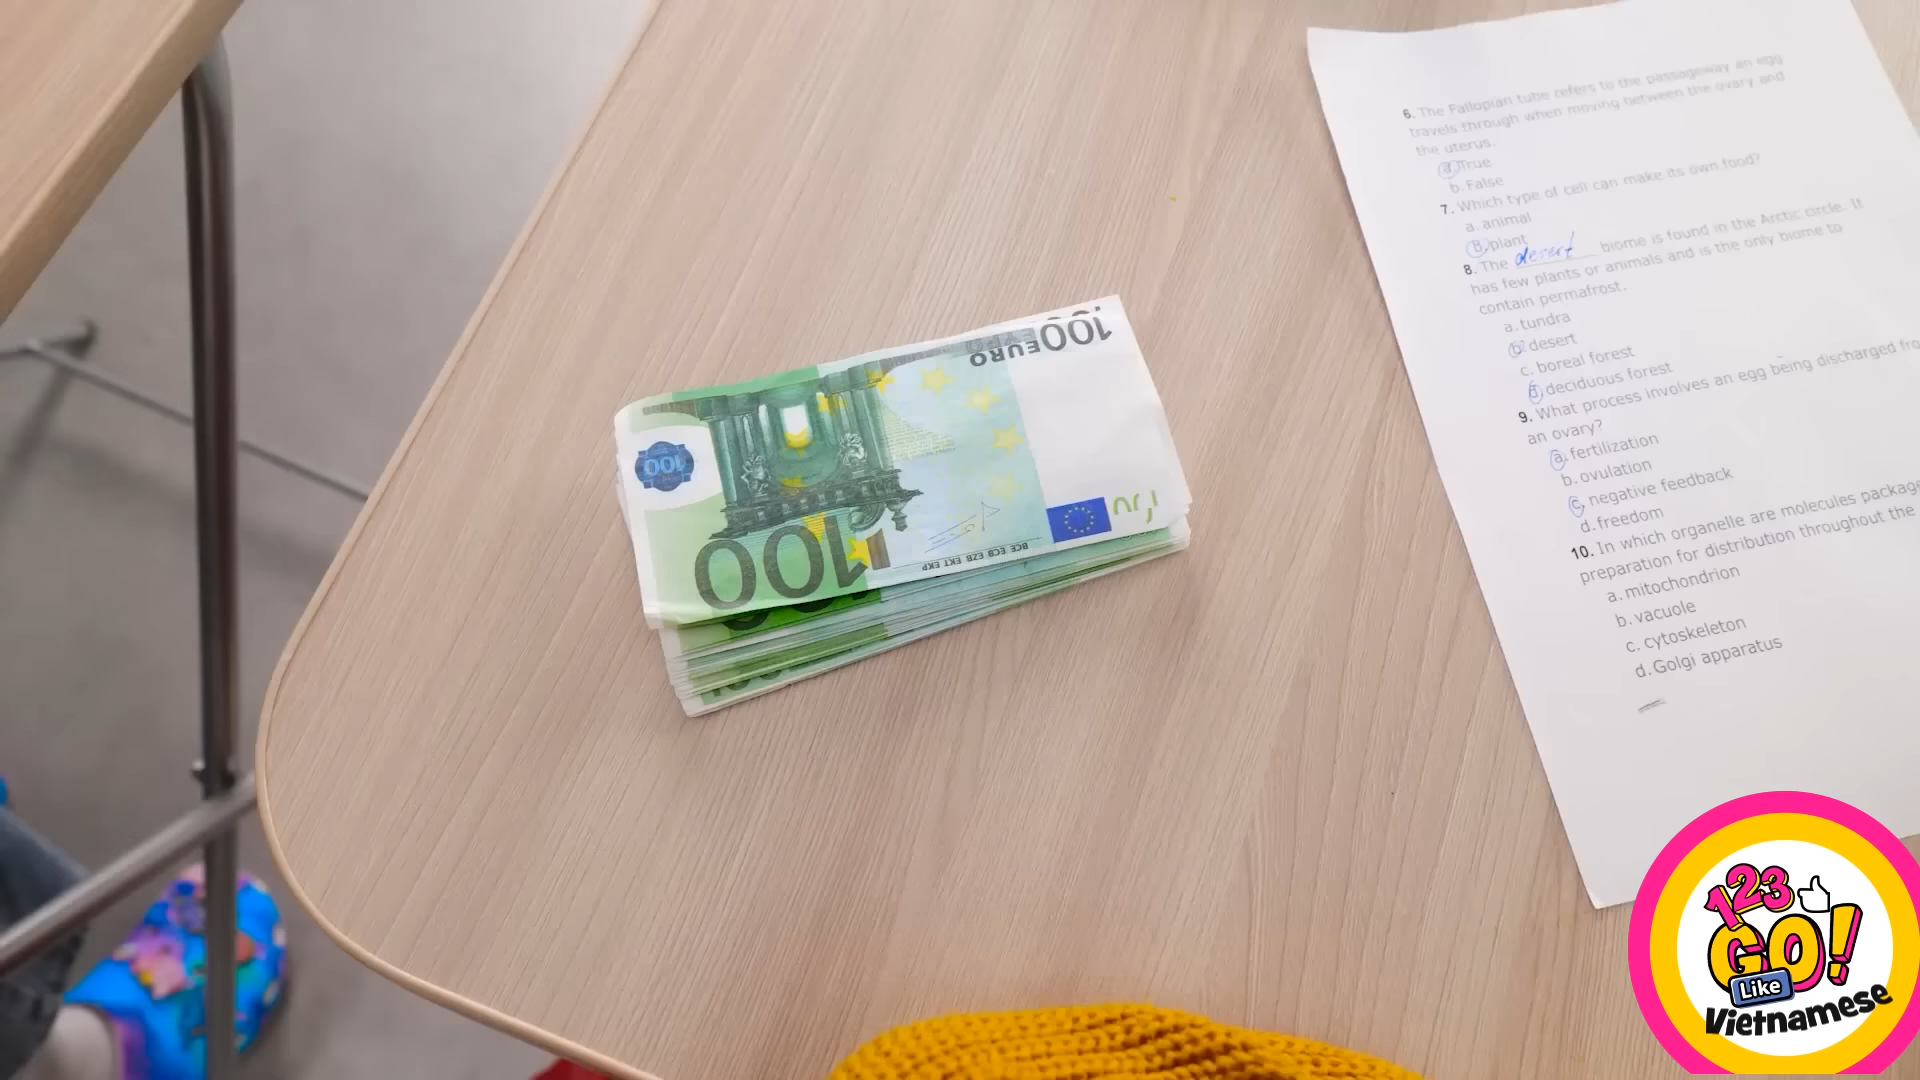 100 EURO
100
100
BCE ECB EZB EKT EKP
6. The Fallopian tube refers to the passageway an egg
travels through when moving between the ovary and
the uterus.
a. True
b. False
7. Which type of cell can make its own food?
a. animal
B. plant
8. The desert biome is found in the Arctic circle. It
has few plants or animals and is the only biome to
contain permafrost.
a. tundra
b. desert
c. boreal forest
d. deciduous forest
9. What process involves an egg being discharged
an ovary?
a. fertilization
b. ovulation
c. negative feedback
d. freedom
10. In which organelle are molecules
preparation for distribution throughout the
a. mitochondrion
b. vacuole
c. cytoskeleton
d. Golgi apparatus
123
GO!
Like
Vietnamese